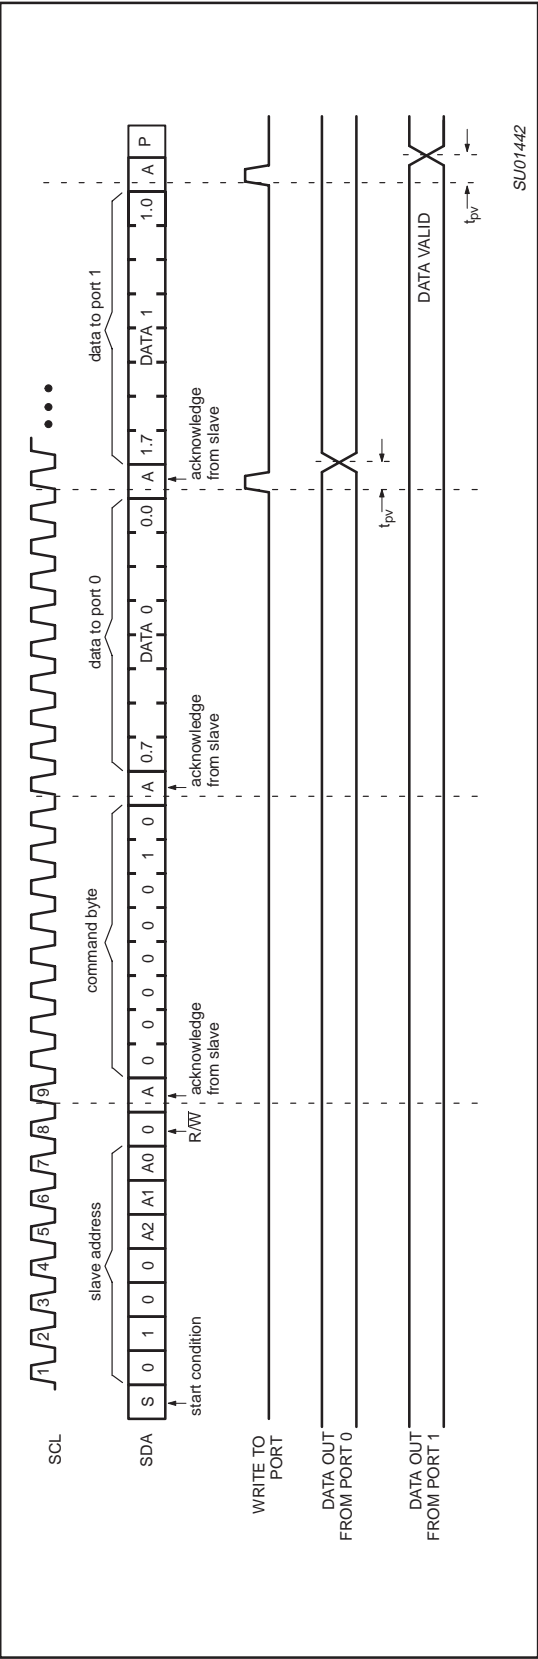 SCL
1 2 3 4 5 6 7 8 9
slave address
command byte
data to port 0
data to port 1
SDA
S 0 1 0 0 A2 A1 A0 0 A 0 0 0 0 0 0 1 0 A 0.7 DATA 0 0.0 A 1.7 DATA 1 1.0 A P
start condition
R/W
acknowledge
from slave
acknowledge
from slave
acknowledge
from slave
WRITE TO
PORT
DATA OUT
FROM PORT 0
tpv
DATA OUT
FROM PORT 1
DATA VALID
tpv
SU01442